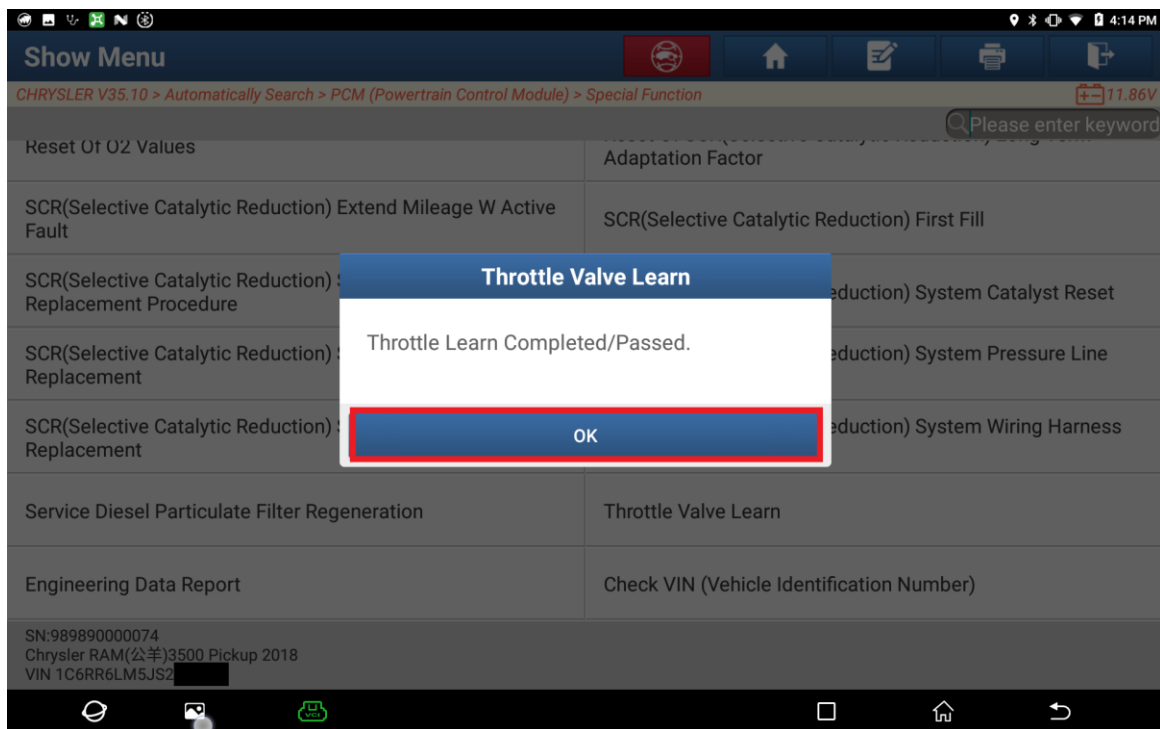 4:14 PM
Show Menu
CHRYSLER V35.10 > Automatically Search > PCM (Powertrain Control Module) > Special Function
11.86V
Please enter keyword
Reset Of O2 Values
Adaptation Factor
SCR(Selective Catalytic Reduction) Extend Mileage W Active
Fault
SCR(Selective Catalytic Reduction) First Fill
SCR(Selective Catalytic Reduction)
Replacement Procedure
eduction) System Catalyst Reset
SCR(Selective Catalytic Reduction)
Replacement
eduction) System Pressure Line
SCR(Selective Catalytic Reduction)
Replacement
eduction) System Wiring Harness
Throttle Valve Learn
Throttle Learn Completed/Passed.
OK
Service Diesel Particulate Filter Regeneration
Throttle Valve Learn
Engineering Data Report
Check VIN (Vehicle Identification Number)
SN:989890000074
Chrysler RAM(公羊)3500 Pickup 2018
VIN 1C6RR6LM5JS2
VCI